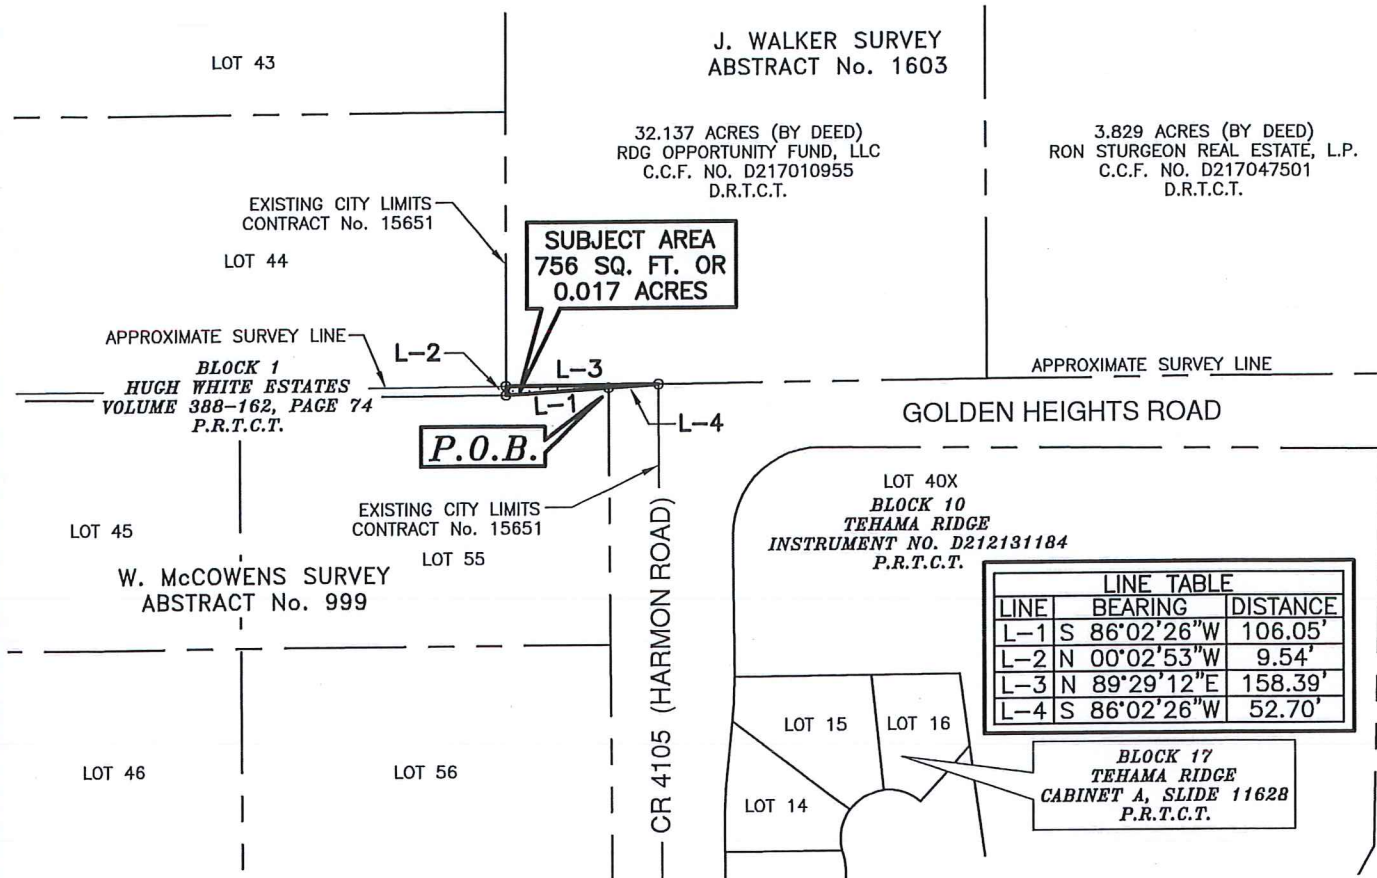 J. WALKER SURVEY
ABSTRACT No. 1603
LOT 43
32.137 ACRES (BY DEED)
RDG OPPORTUNITY FUND, LLC
C.C.F. NO. D217010955
D.R.T.C.T.
3.829 ACRES (BY DEED)
RON STURGEON REAL ESTATE, L.P.
C.C.F. NO. D217047501
D.R.T.C.T.
EXISTING CITY LIMITS
CONTRACT No. 15651
SUBJECT AREA
756 SQ. FT. OR
0.017 ACRES
LOT 44
APPROXIMATE SURVEY LINE
L-2
L-3
BLOCK 1
HUGH WHITE ESTATES
VOLUME 388-162, PAGE 74
P.R.T.C.T.
L-1
L-4
APPROXIMATE SURVEY LINE
GOLDEN HEIGHTS ROAD
P.O.B.
EXISTING CITY LIMITS
CONTRACT No. 15651
LOT 45
LOT 55
W. McCOWENS SURVEY
ABSTRACT No. 999
CR 4105 (HARMON ROAD)
LOT 40X
BLOCK 10
TEHAMA RIDGE
INSTRUMENT NO. D212131184
P.R.T.C.T.
LINE TABLE
LINE BEARING DISTANCE
L-1 S 86°02'26"W 106.05'
L-2 N 00°02'53"W 9.54'
L-3 N 89°29'12"E 158.39'
L-4 S 86°02'26"W 52.70'
LOT 15
LOT 16
LOT 46
LOT 56
LOT 14
BLOCK 17
TEHAMA RIDGE
CABINET A, SLIDE 11628
P.R.T.C.T.